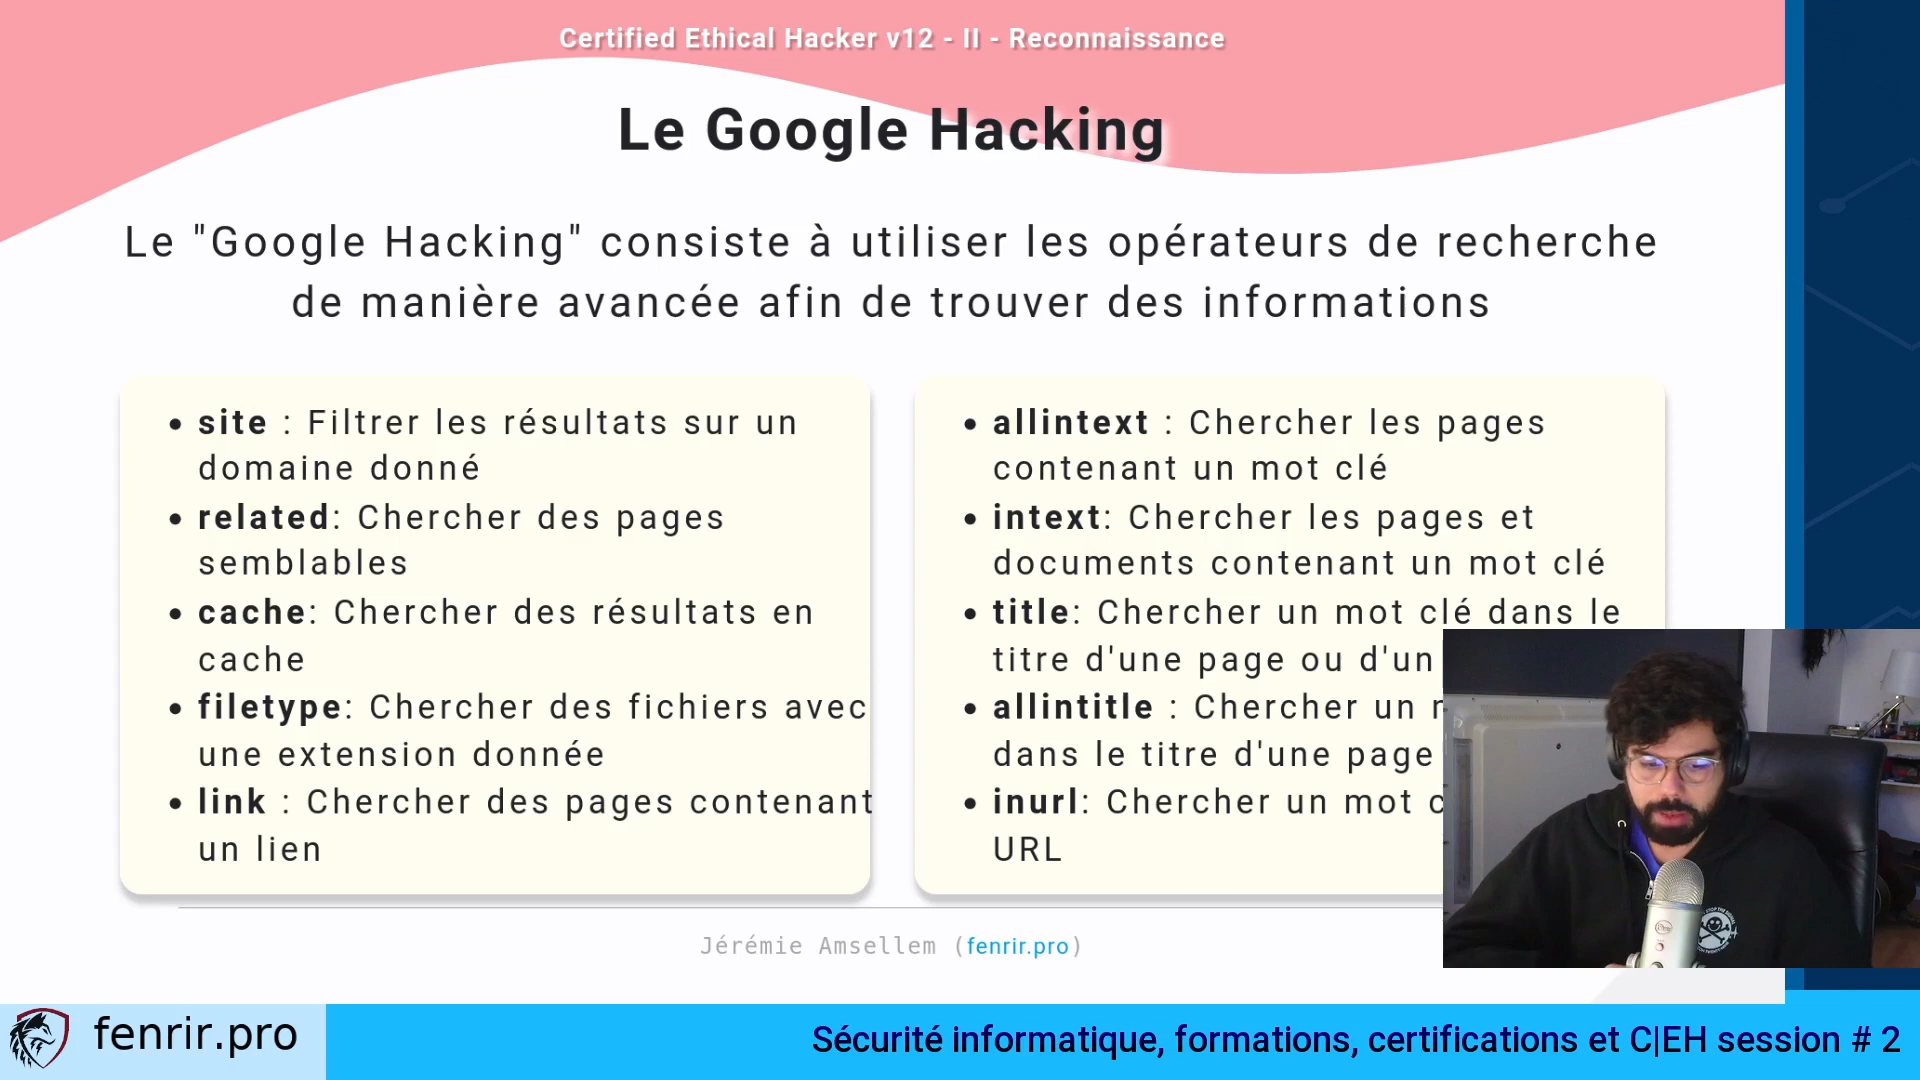 Certified Ethical Hacker v12 - II - Reconnaissance
Le Google Hacking
Le "Google Hacking" consiste à utiliser les opérateurs de recherche
de manière avancée afin de trouver des informations
• site : Filtrer les résultats sur un
domaine donné
• related: Chercher des pages
semblables
• cache: Chercher des résultats en
cache
• filetype: Chercher des fichiers avec
une extension donnée
• link : Chercher des pages contenant
un lien
• allintext : Chercher les pages
contenant un mot clé
• intext: Chercher les pages et
documents contenant un mot clé
• title: Chercher un mot clé dans le
titre d'une page ou d'un
• allintitle : Chercher un
dans le titre d'une page
• inurl: Chercher un mot
URL
Jérémie Amsellem (fenrir.pro)
fenrir.pro
Sécurité informatique, formations, certifications et C|EH session # 2